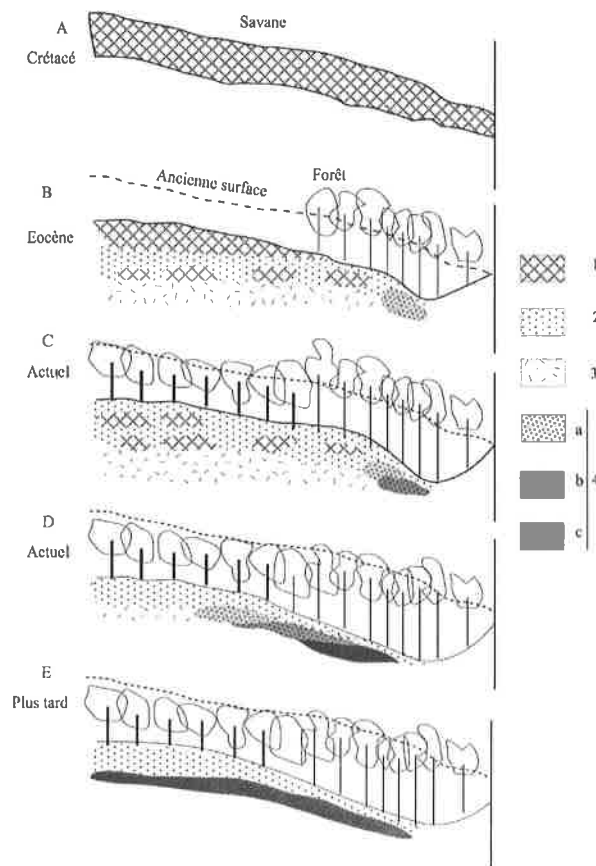 A
Savane
Crétacé
Ancienne surface
Forêt
B
Eocène
1
2
3
C
Actuel
a
b 4
c
D
Actuel
E
Plus tard